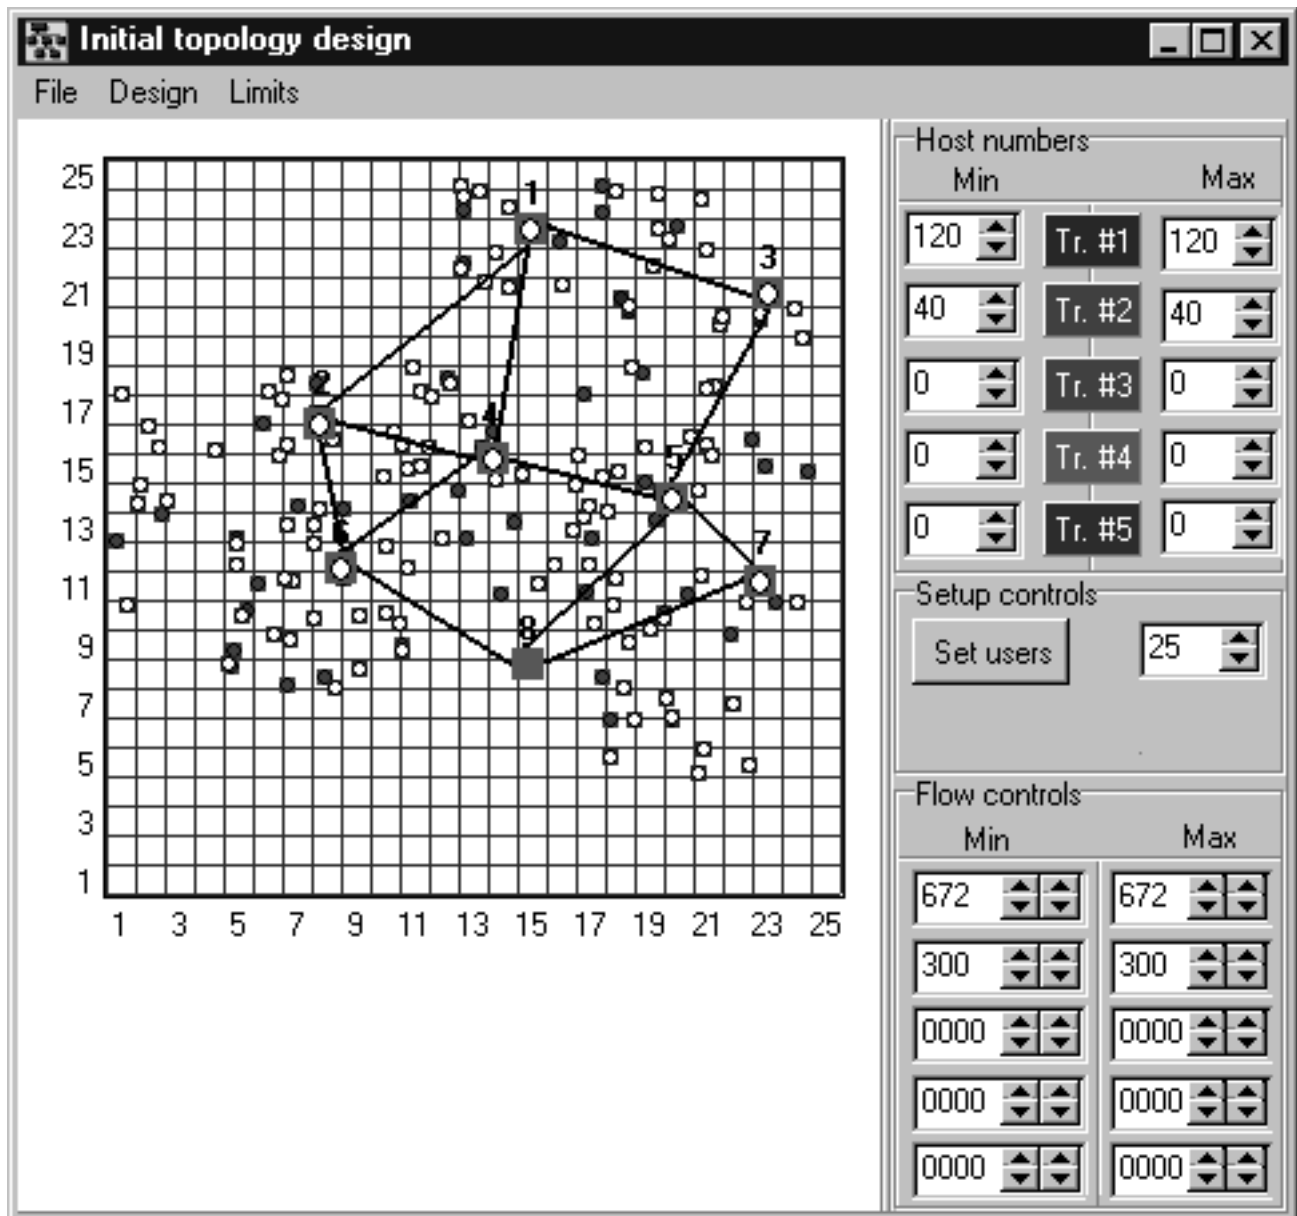 Initial topology design
File Design Limits
Host numbers
Min Max
120 Tr. #1 120
40 Tr. #2 40
0 Tr. #3 0
0 Tr. #4 0
0 Tr. #5 0
Setup controls
Set users 25
Flow controls
Min Max
672 672
300 300
0000 0000
0000 0000
0000 0000
25
23
21
19
17
15
13
11
9
7
5
3
1
1 3 5 7 9 11 13 15 17 19 21 23 25
1
3
2
4
5
7
8